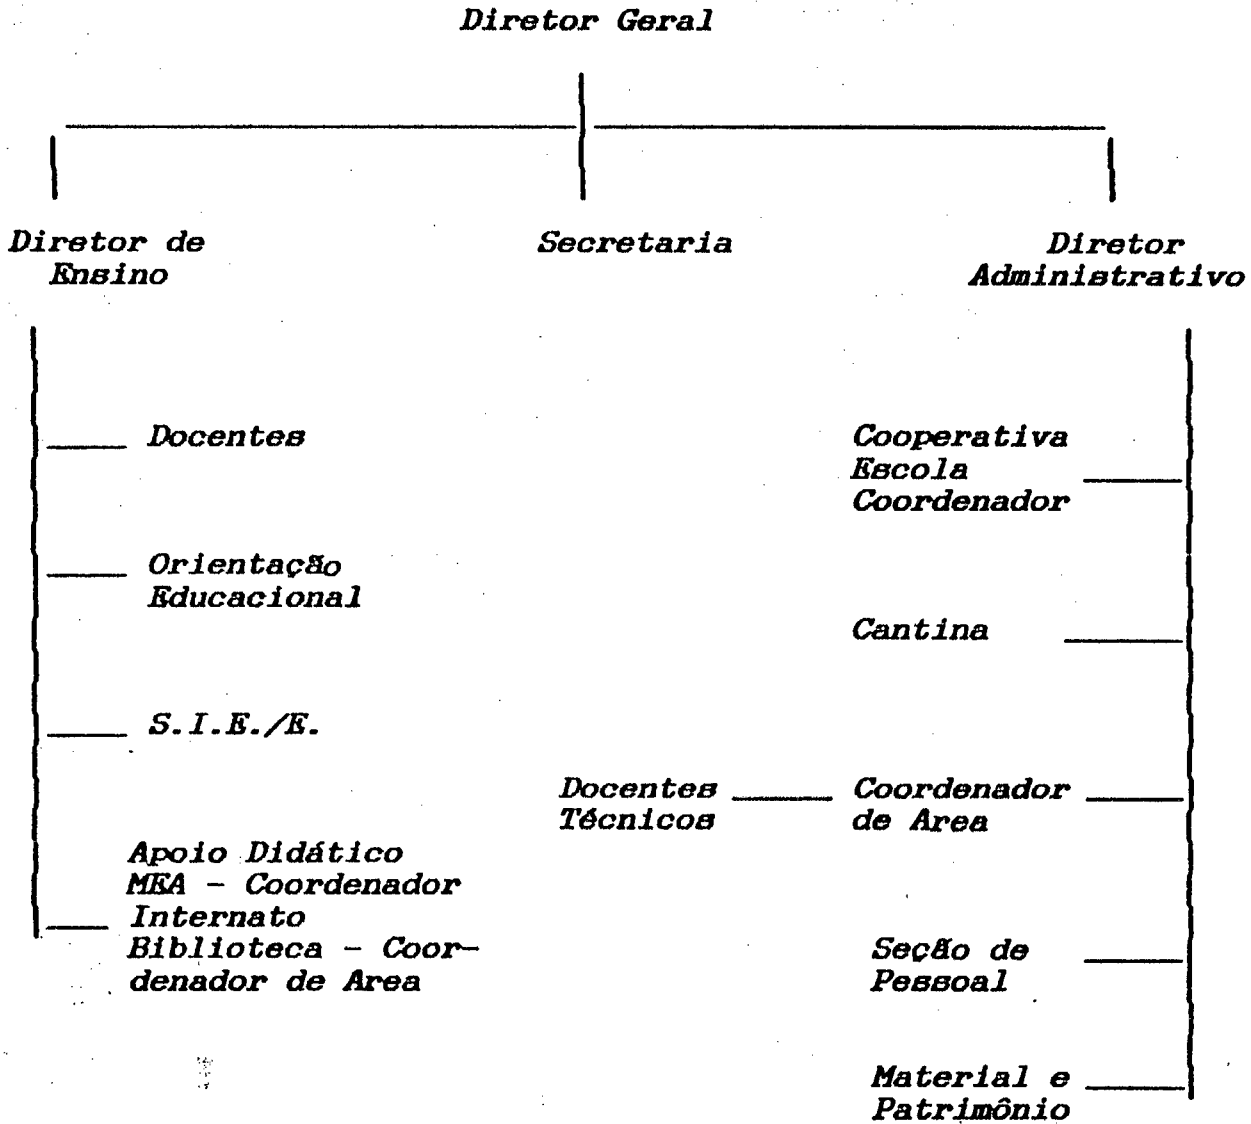 Diretor Geral
Diretor de
Ensino
Secretaria
Diretor
Administrativo
Docentes
Orientação
Educacional
S.I.E./E.
Apoio Didático
MEA - Coordenador
Internato
Biblioteca - Coor-
denador de Area
Cooperativa
Escola
Coordenador
Cantina
Docentes
Técnicos
Coordenador
de Area
Seção de
Pessoal
Material e
Patrimônio